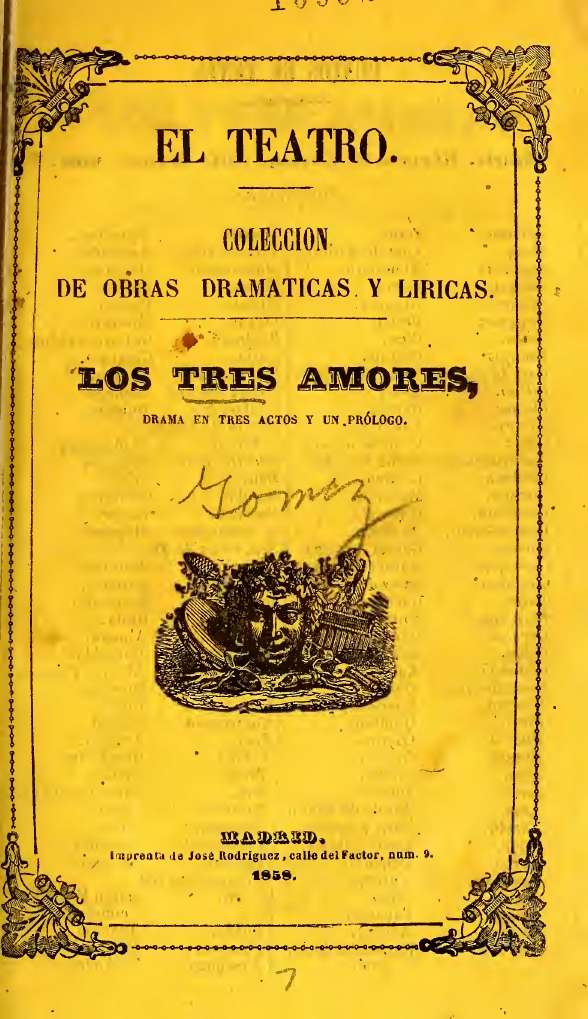 EL TEATRO.
COLECCION
DE OBRAS DRAMATICAS Y LIRICAS.
LOS TRES AMORES,
DRAMA EN TRES ACTOS Y UN PRÓLOGO.
Gomez
MADRID.
Imprenta de José Rodriguez, calle del Factor, num. 9.
1858.
7